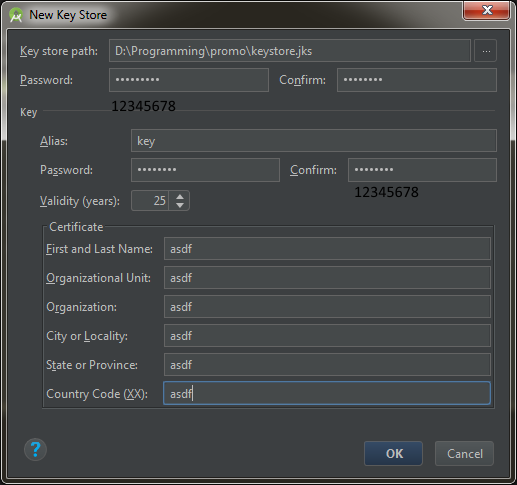 New Key Store
Key store path: D:\Programming\promo\keystore.jks ...
Password: ••••••••• Confirm: ••••••••
12345678
Key
Alias: key
Password: •••••••• Confirm: ••••••••
12345678
Validity (years): 25
Certificate
First and Last Name: asdf
Organizational Unit: asdf
Organization: asdf
City or Locality: asdf
State or Province: asdf
Country Code (XX): asdf
? OK Cancel